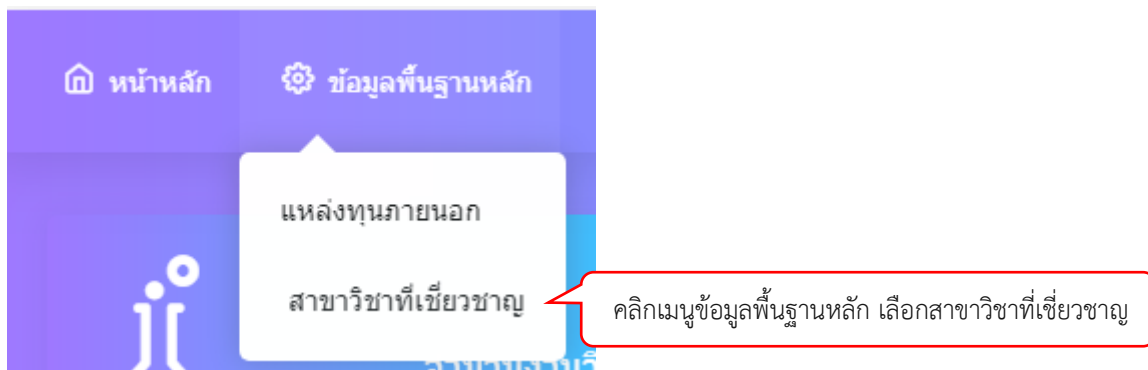 หน้าหลัก ข้อมูลพื้นฐานหลัก
แหล่งทุนภายนอก
สาขาวิชาที่เชี่ยวชาญ
คลิกเมนูข้อมูลพื้นฐานหลัก เลือกสาขาวิชาที่เชี่ยวชาญ